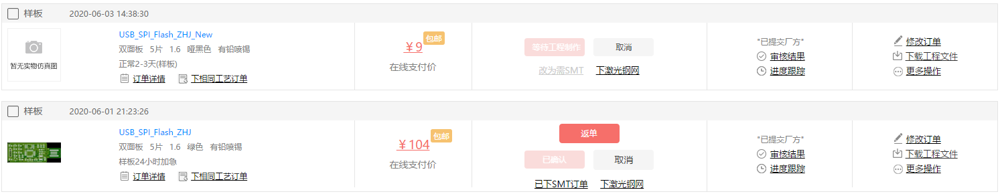 样板 2020-06-03 14:38:30
USB_SPI_Flash_ZHJ_New
双面板 5片 1.6 哑黑色 有铅喷锡
正常2-3天(样板)
订单详情 下相同工艺订单
暂无实物仿真图
￥9 包邮
在线支付价
等待工程制作 取消
改为需SMT 下激光钢网
"已提交厂方"
审核结果
进度跟踪
修改订单
下载工程文件
更多操作
样板 2020-06-01 21:23:26
USB_SPI_Flash_ZHJ
双面板 5片 1.6 绿色 有铅喷锡
样板24小时加急
订单详情 下相同工艺订单
￥104 包邮
在线支付价
返单
已确认 取消
已下SMT订单 下激光钢网
"已提交厂方"
审核结果
进度跟踪
修改订单
下载工程文件
更多操作